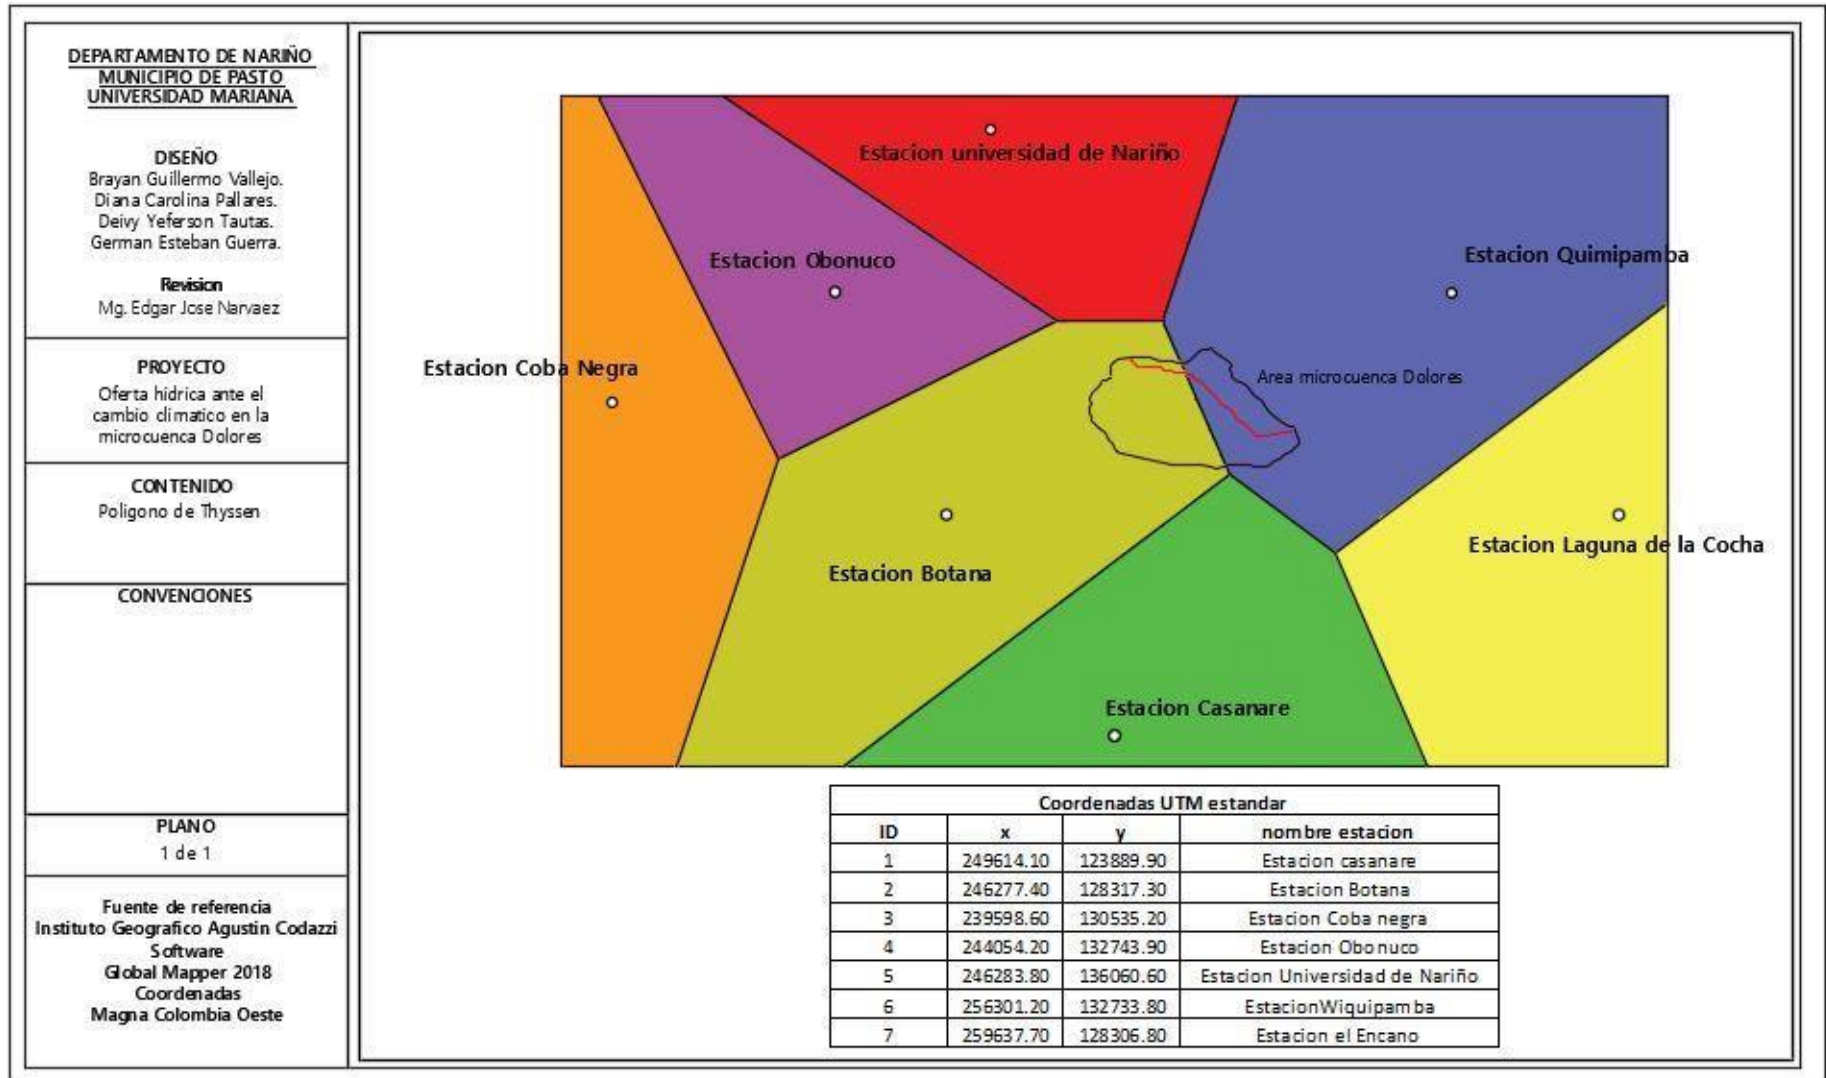 DEPARTAMENTO DE NARIÑO
MUNICIPIO DE PASTO
UNIVERSIDAD MARIANA
DISEÑO
Brayan Guillermo Vallejo.
Diana Carolina Pallares.
Deivy Yeferson Tautas.
German Esteban Guerra.
Revision
Mg. Edgar Jose Narvaez
PROYECTO
Oferta hidrica ante el
cambio climatico en la
microcuenca Dolores
CONTENIDO
Poligono de Thyssen
CONVENCIONES
PLANO
1 de 1
Fuente de referencia
Instituto Geografico Agustin Codazzi
Software
Global Mapper 2018
Coordenadas
Magna Colombia Oeste
Estacion universidad de Nariño
Estacion Obonuco
Estacion Quimipamba
Estacion Coba Negra
Area microcuenca Dolores
Estacion Botana
Estacion Laguna de la Cocha
Estacion Casanare
Coordenadas UTM estandar
ID x y nombre estacion
1 249614.10 123889.90 Estacion casanare
2 246277.40 128317.30 Estacion Botana
3 239598.60 130535.20 Estacion Coba negra
4 244054.20 132743.90 Estacion Obonuco
5 246283.80 136060.60 Estacion Universidad de Nariño
6 256301.20 132733.80 EstacionWiquipamba
7 259637.70 128306.80 Estacion el Encano